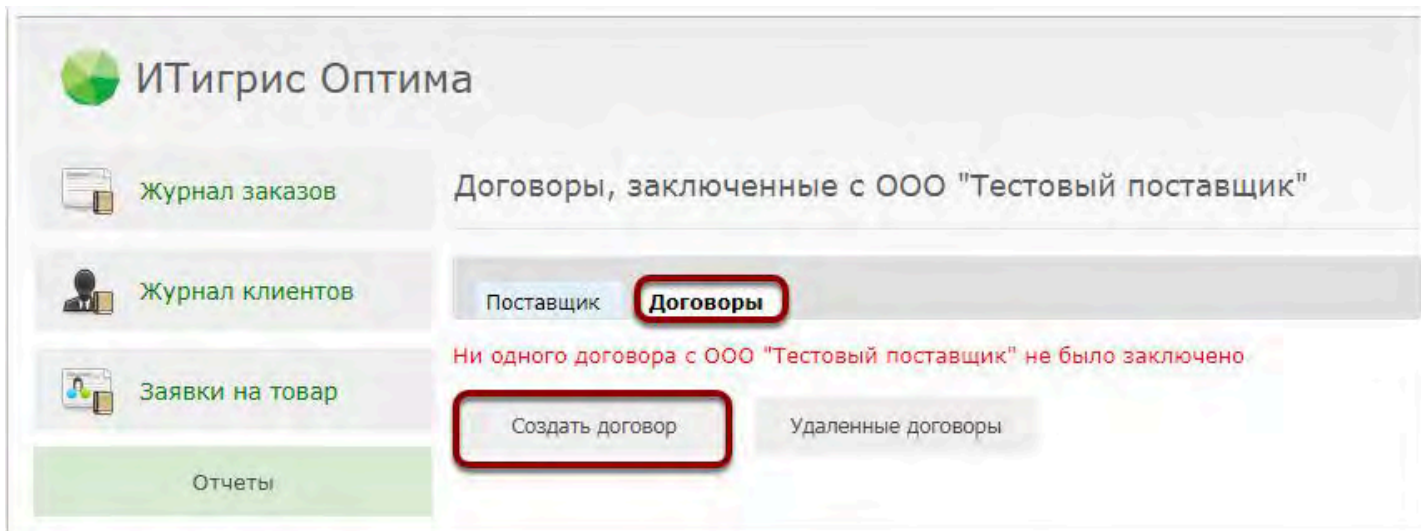 ИТигрис Оптима
Журнал заказов
Журнал клиентов
Заявки на товар
Отчеты
Договоры, заключенные с ООО "Тестовый поставщик"
Поставщик Договоры
Ни одного договора с ООО "Тестовый поставщик" не было заключено
Создать договор Удаленные договоры